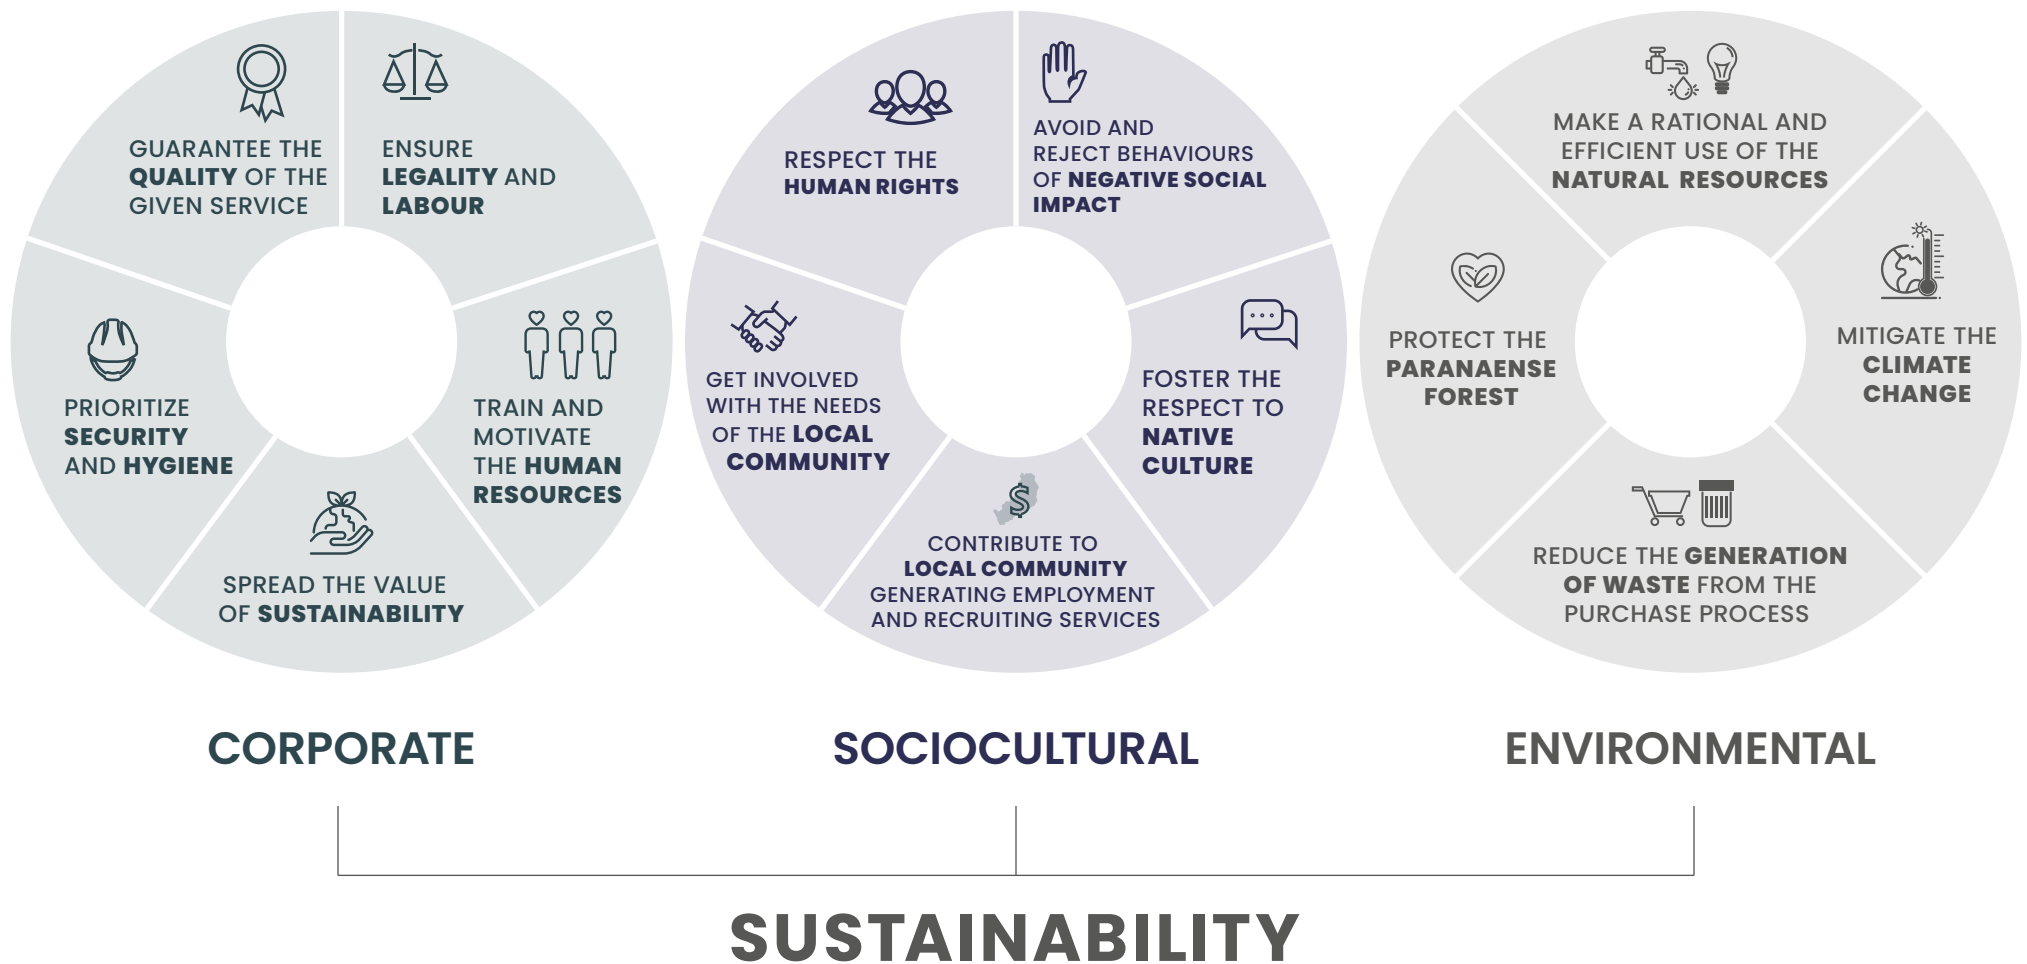 GUARANTEE THE
QUALITY OF THE
GIVEN SERVICE
ENSURE
LEGALITY AND
LABOUR
PRIORITIZE
SECURITY
AND HYGIENE
TRAIN AND
MOTIVATE
THE HUMAN
RESOURCES
SPREAD THE VALUE
OF SUSTAINABILITY
CORPORATE
RESPECT THE
HUMAN RIGHTS
AVOID AND
REJECT BEHAVIOURS
OF NEGATIVE SOCIAL
IMPACT
GET INVOLVED
WITH THE NEEDS
OF THE LOCAL
COMMUNITY
FOSTER THE
RESPECT TO
NATIVE
CULTURE
$
CONTRIBUTE TO
LOCAL COMMUNITY
GENERATING EMPLOYMENT
AND RECRUITING SERVICES
SOCIOCULTURAL
MAKE A RATIONAL AND
EFFICIENT USE OF THE
NATURAL RESOURCES
PROTECT THE
PARANAENSE
FOREST
MITIGATE THE
CLIMATE
CHANGE
REDUCE THE GENERATION
OF WASTE FROM THE
PURCHASE PROCESS
ENVIRONMENTAL
SUSTAINABILITY